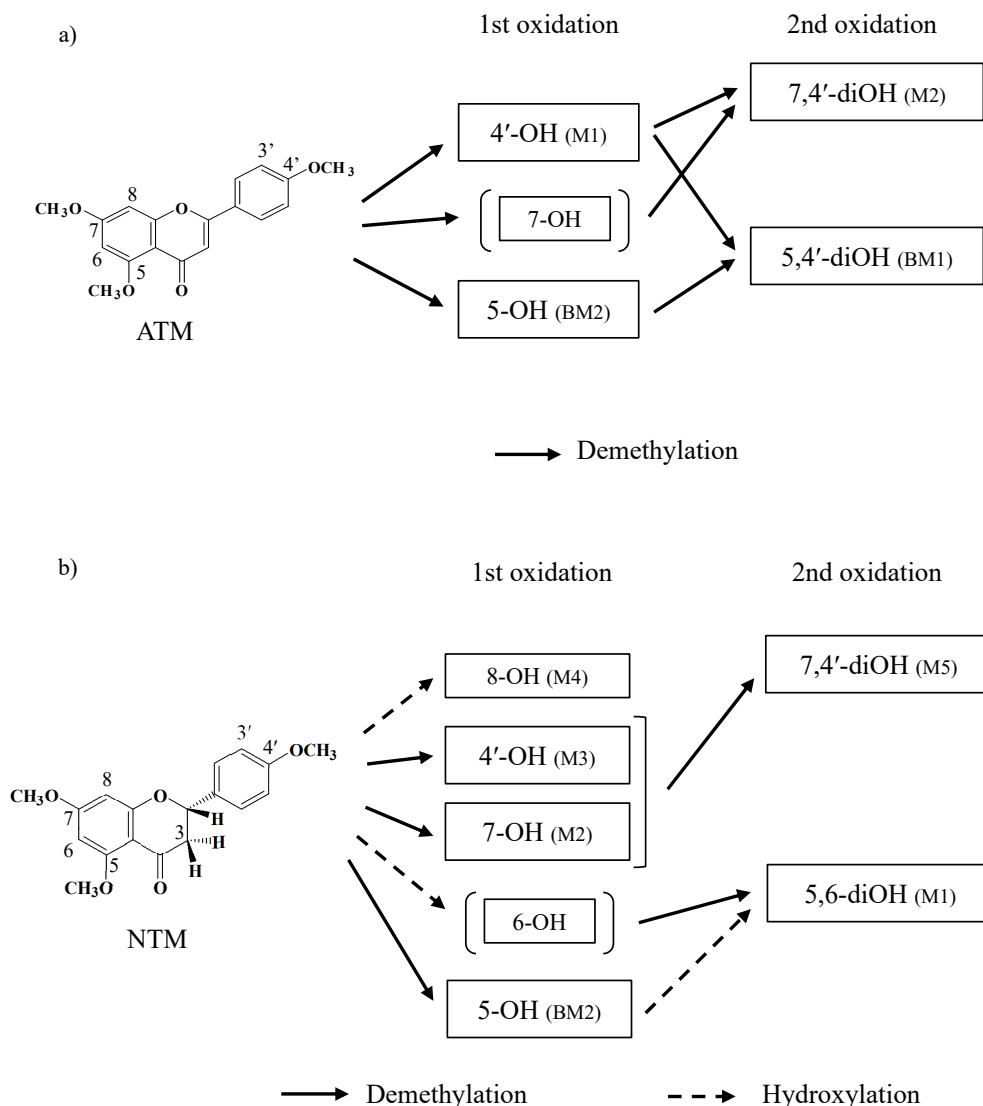 a)
1st oxidation
2nd oxidation
7,4′-diOH (M2)
4′-OH (M1)
3’
4’
OCH3
8
CH3O
7
O
7-OH
6
5
5,4′-diOH (BM1)
O
CH3O
O
5-OH (BM2)
ATM
Demethylation
b)
1st oxidation
2nd oxidation
7,4′-diOH (M5)
8-OH (M4)
3′
4′
OCH3
4′-OH (M3)
8
CH3O
7
O
H
7-OH (M2)
3
H
6
5
H
CH3O
O
5,6-diOH (M1)
6-OH
NTM
5-OH (BM2)
Demethylation
Hydroxylation